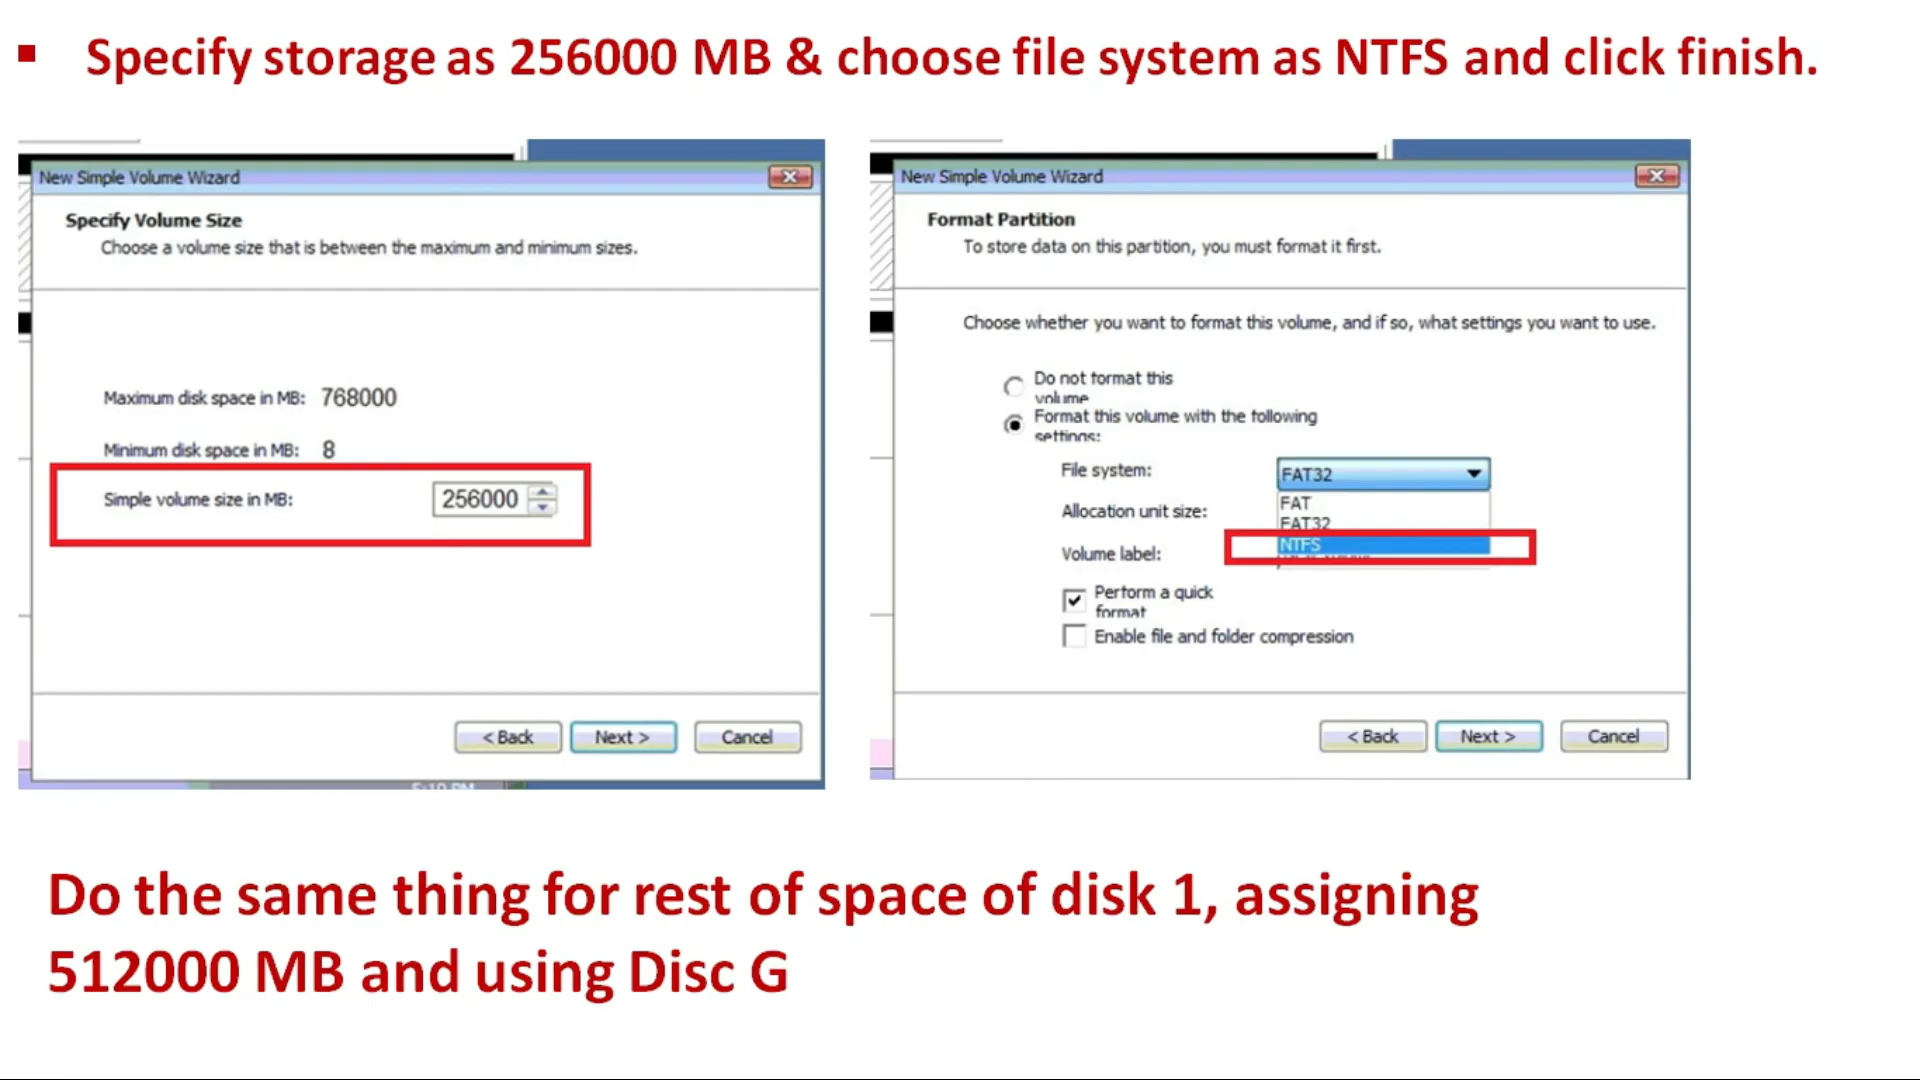 ▪ Specify storage as 256000 MB & choose file system as NTFS and click finish.
New Simple Volume Wizard
Specify Volume Size
Choose a volume size that is between the maximum and minimum sizes.
Maximum disk space in MB: 768000
Minimum disk space in MB: 8
Simple volume size in MB: 256000
< Back Next > Cancel
New Simple Volume Wizard
Format Partition
To store data on this partition, you must format it first.
Choose whether you want to format this volume, and if so, what settings you want to use.
Do not format this
volume
Format this volume with the following
settings:
File system: FAT32
FAT
Allocation unit size:
FAT32
NTFS
Volume label:
Perform a quick
format
Enable file and folder compression
< Back Next > Cancel
Do the same thing for rest of space of disk 1, assigning
512000 MB and using Disc G